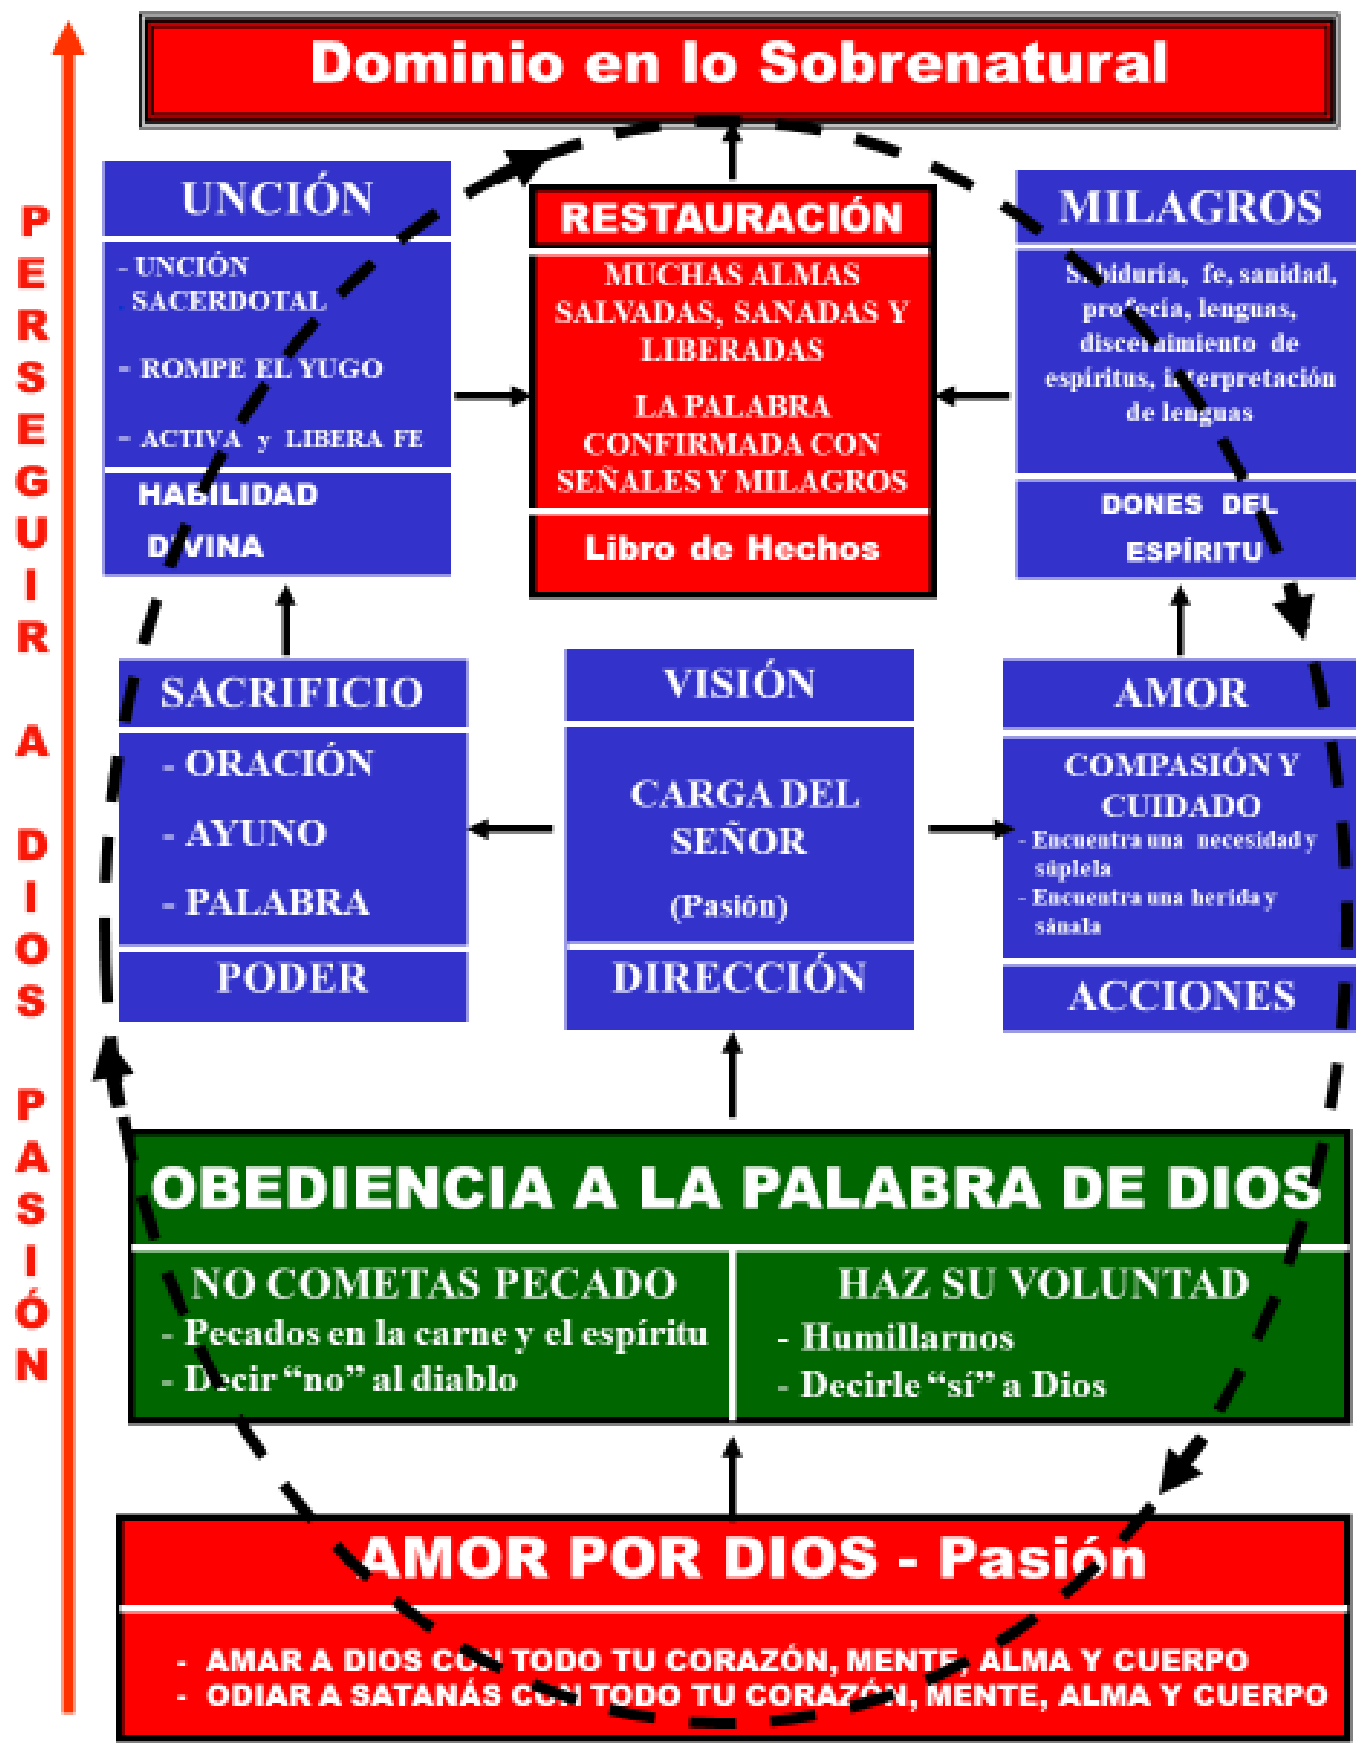 Dominio en lo Sobrenatural
PERSEGUIR A DIOS PASIÓN
UNCIÓN
- UNCIÓN
SACERDOTAL
- ROMPE EL YUGO
- ACTIVA y LIBERA FE
HABILIDAD
DIVINA
RESTAURACIÓN
MUCHAS ALMAS
SALVADAS, SANADAS Y
LIBERADAS
LA PALABRA
CONFIRMADA CON
SEÑALES Y MILAGROS
Libro de Hechos
MILAGROS
Sabiduría, fe, sanidad,
profecía, lenguas,
discernimiento de
espíritus, interpretación
de lenguas
DONES DEL
ESPÍRITU
SACRIFICIO
- ORACIÓN
- AYUNO
- PALABRA
PODER
VISIÓN
CARGA DEL
SEÑOR
(Pasión)
DIRECCIÓN
AMOR
COMPASIÓN Y
CUIDADO
- Encuentra una necesidad y
súplela
- Encuentra una herida y
sánala
ACCIONES
OBEDIENCIA A LA PALABRA DE DIOS
NO COMETAS PECADO
- Pecados en la carne y el espíritu
- Decir “no” al diablo
HAZ SU VOLUNTAD
- Humillarnos
- Decirle “sí” a Dios
AMOR POR DIOS - Pasión
- AMAR A DIOS CON TODO TU CORAZÓN, MENTE, ALMA Y CUERPO
- ODIAR A SATANÁS CON TODO TU CORAZÓN, MENTE, ALMA Y CUERPO